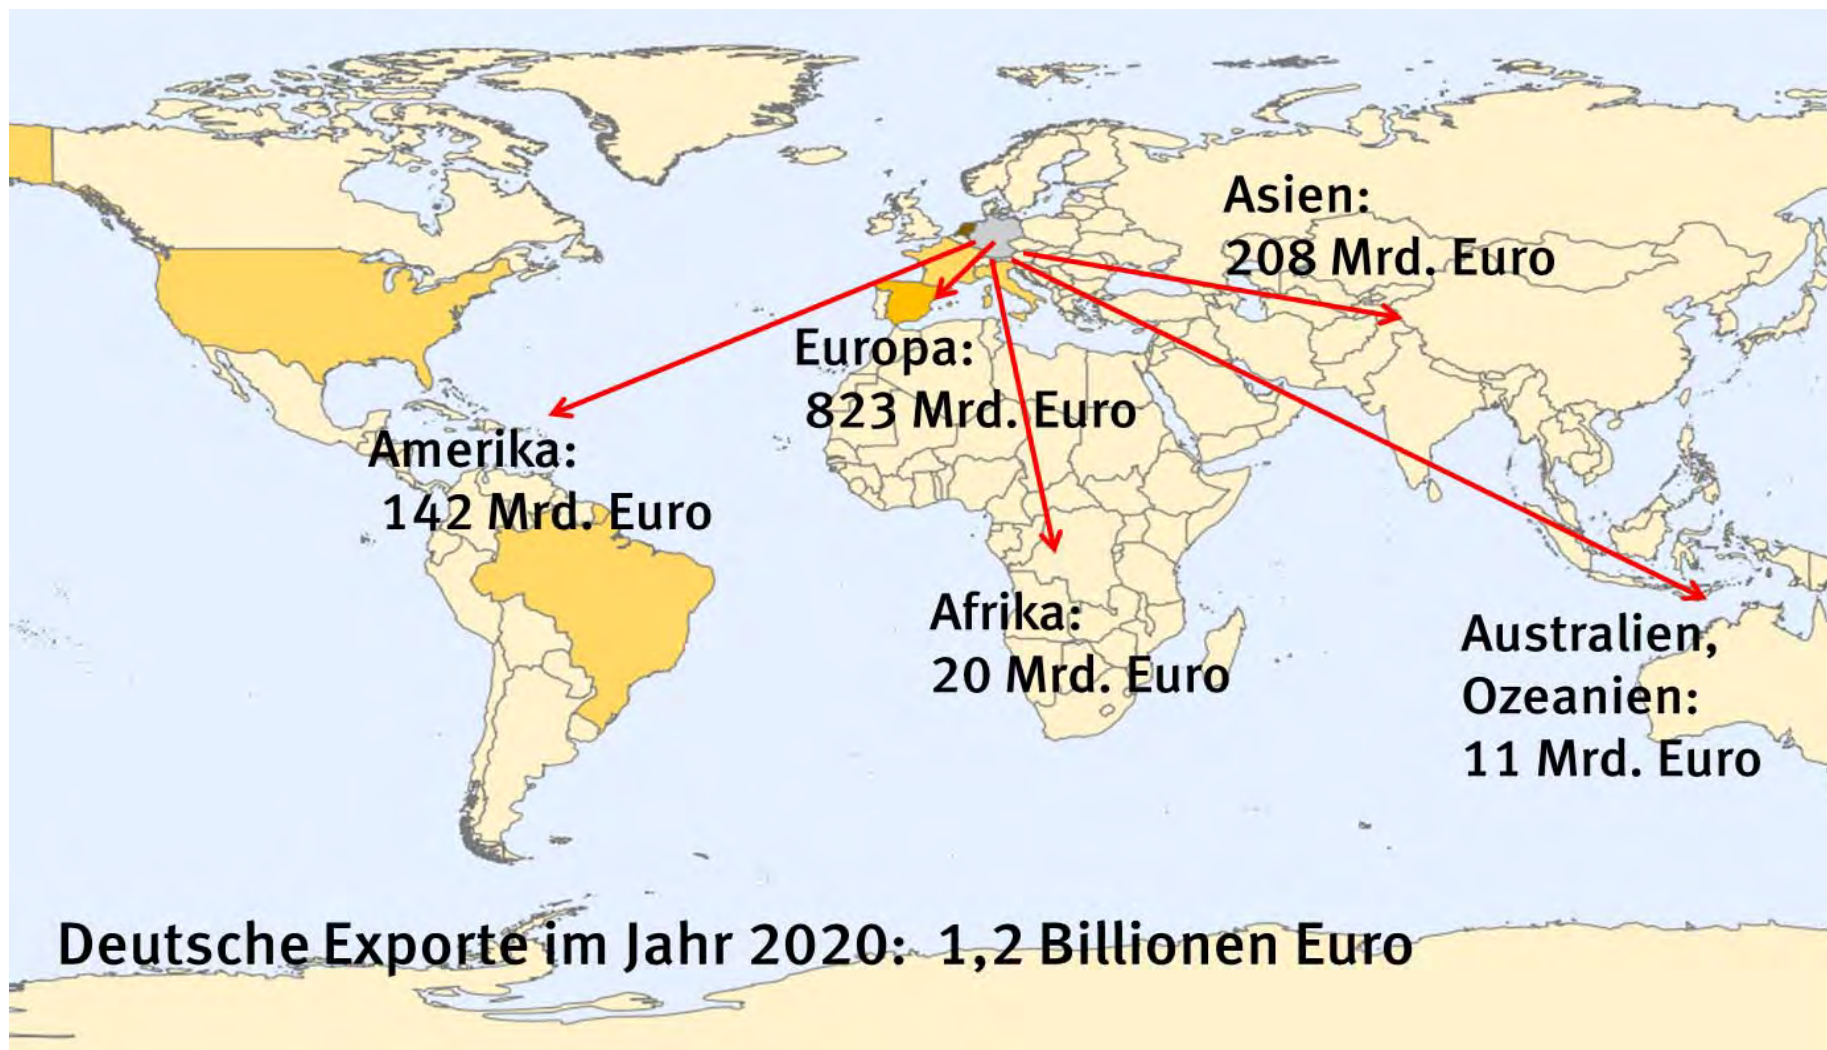 Asien:
208 Mrd. Euro
Europa:
823 Mrd. Euro
Amerika:
142 Mrd. Euro
Afrika:
20 Mrd. Euro
Australien,
Ozeanien:
11 Mrd. Euro
Deutsche Exporte im Jahr 2020: 1,2 Billionen Euro